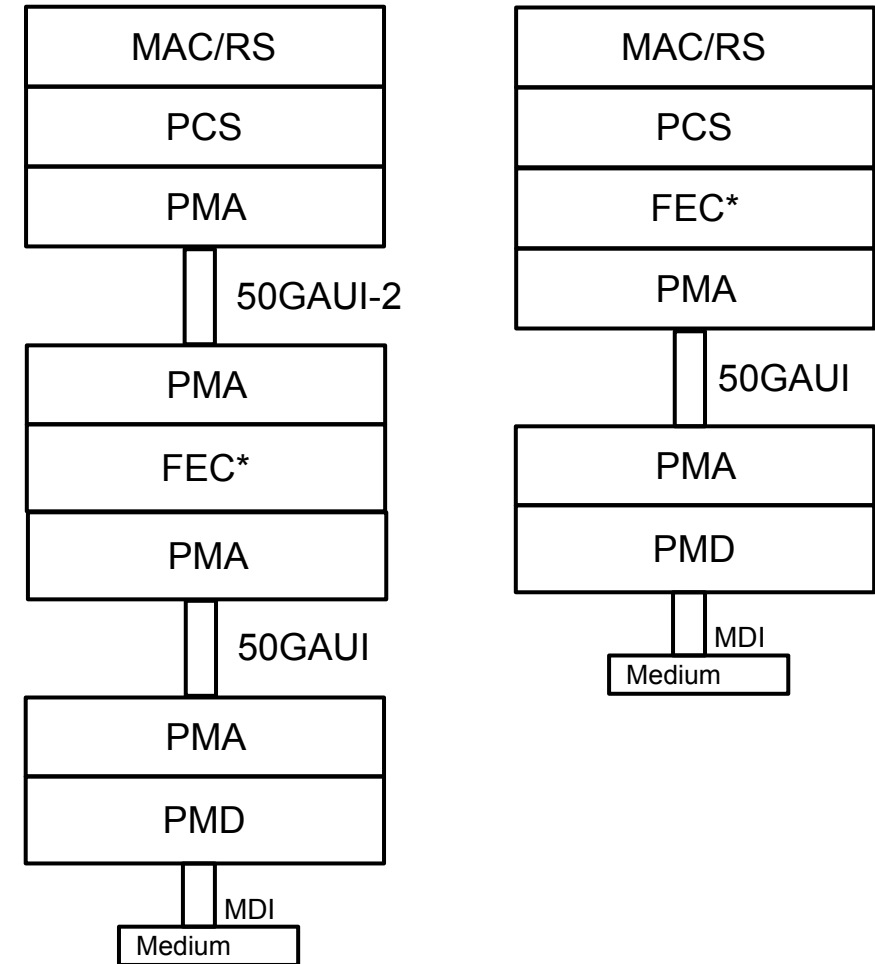 MAC/RS
PCS
PMA
50GAUI-2
PMA
FEC*
PMA
50GAUI
PMA
PMD
MDI
Medium
MAC/RS
PCS
FEC*
PMA
50GAUI
PMA
PMD
MDI
Medium